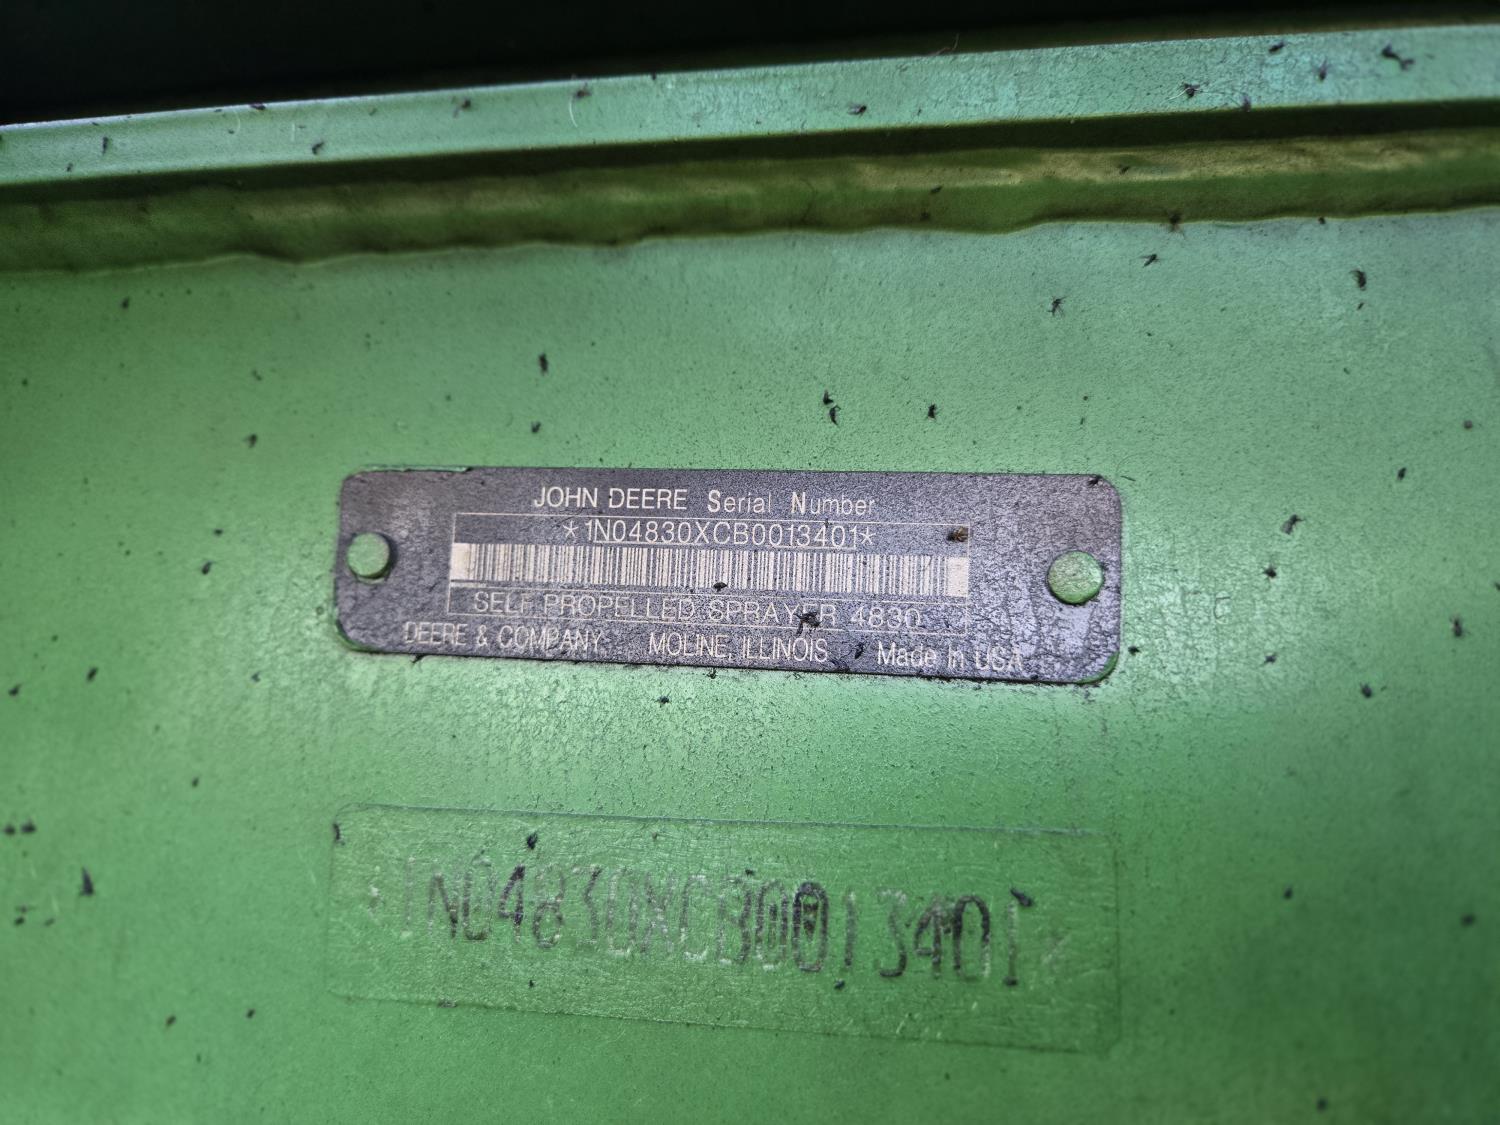 JOHN DEERE Serial Number
*1N04830XCB0013401*
SELF PROPELLED SPRAYER 4830
DEERE & COMPANY MOLINE, ILLINOIS Made in USA
*1N04830XCB0013401*